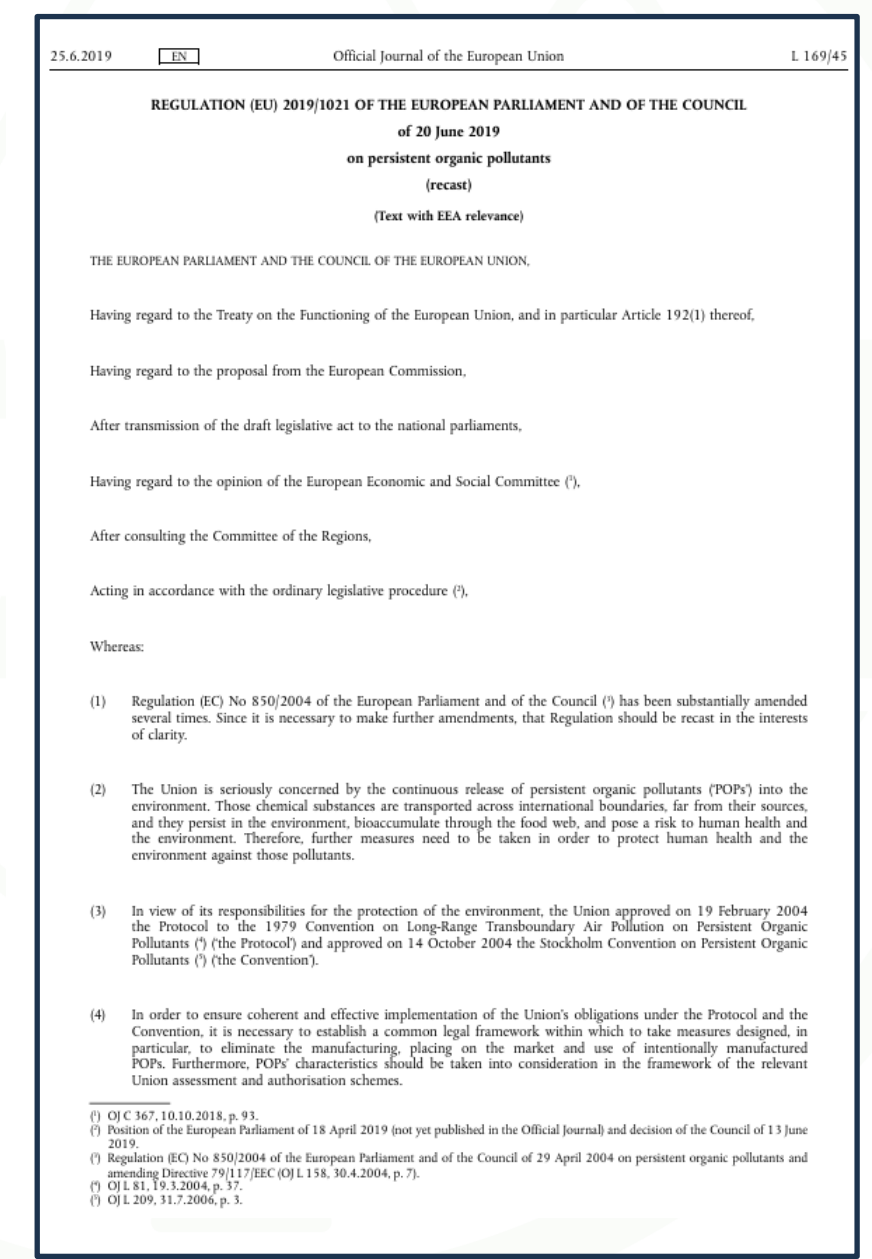 25.6.2019 EN Official Journal of the European Union L 169/45
REGULATION (EU) 2019/1021 OF THE EUROPEAN PARLIAMENT AND OF THE COUNCIL
of 20 June 2019
on persistent organic pollutants
(recast)
(Text with EEA relevance)
THE EUROPEAN PARLIAMENT AND THE COUNCIL OF THE EUROPEAN UNION,
Having regard to the Treaty on the Functioning of the European Union, and in particular Article 192(1) thereof,
Having regard to the proposal from the European Commission,
After transmission of the draft legislative act to the national parliaments,
Having regard to the opinion of the European Economic and Social Committee (¹),
After consulting the Committee of the Regions,
Acting in accordance with the ordinary legislative procedure (²),
Whereas:
(1) Regulation (EC) No 850/2004 of the European Parliament and of the Council (³) has been substantially amended
several times. Since it is necessary to make further amendments, that Regulation should be recast in the interests
of clarity.
(2) The Union is seriously concerned by the continuous release of persistent organic pollutants ('POPs') into the
environment. Those chemical substances are transported across international boundaries, far from their sources,
and they persist in the environment, bioaccumulate through the food web, and pose a risk to human health and
the environment. Therefore, further measures need to be taken in order to protect human health and the
environment against those pollutants.
(3) In view of its responsibilities for the protection of the environment, the Union approved on 19 February 2004
the Protocol to the 1979 Convention on Long-Range Transboundary Air Pollution on Persistent Organic
Pollutants (⁴) ('the Protocol') and approved on 14 October 2004 the Stockholm Convention on Persistent Organic
Pollutants (⁵) ('the Convention').
(4) In order to ensure coherent and effective implementation of the Union's obligations under the Protocol and the
Convention, it is necessary to establish a common legal framework within which to take measures designed, in
particular, to eliminate the manufacturing, placing on the market and use of intentionally manufactured
POPs. Furthermore, POPs' characteristics should be taken into consideration in the framework of the relevant
Union assessment and authorisation schemes.
(¹) OJ C 367, 10.10.2018, p. 93.
(²) Position of the European Parliament of 18 April 2019 (not yet published in the Official Journal) and decision of the Council of 13 June
2019.
(³) Regulation (EC) No 850/2004 of the European Parliament and of the Council of 29 April 2004 on persistent organic pollutants and
amending Directive 79/117/EEC (OJ L 158, 30.4.2004, p. 7).
(⁴) OJ L 81, 19.3.2004, p. 37.
(⁵) OJ L 209, 31.7.2006, p. 3.